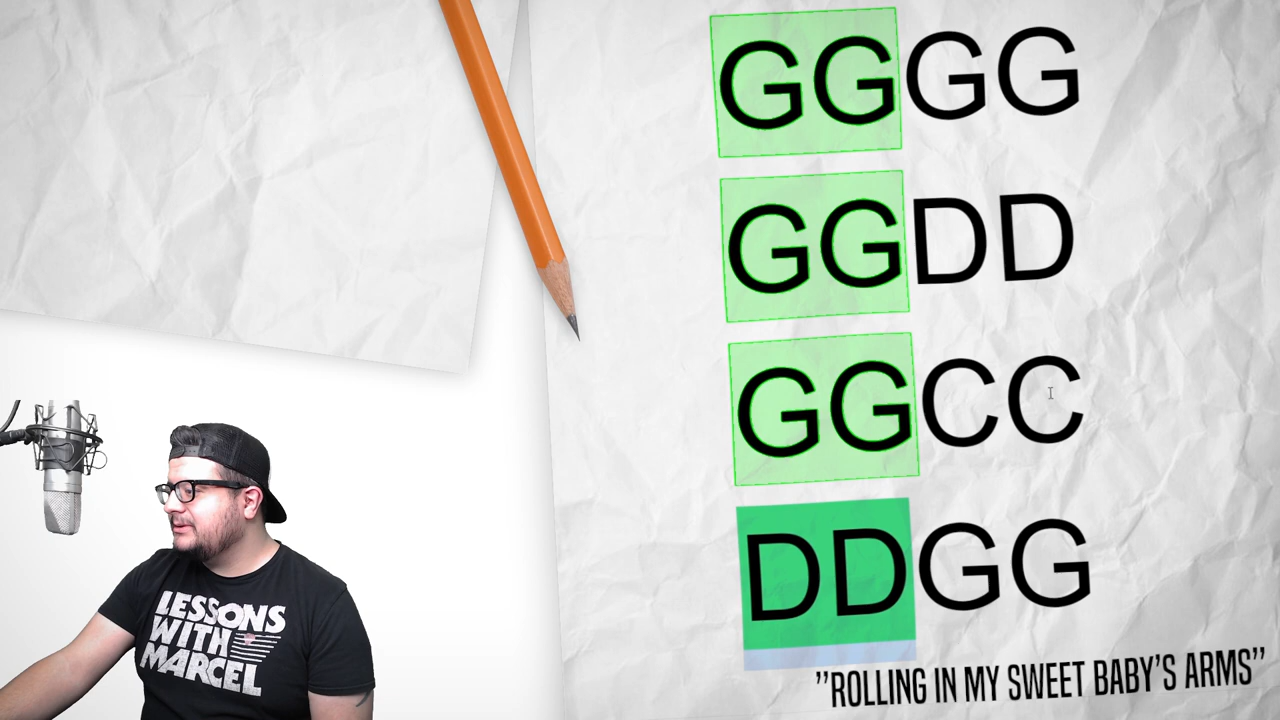 GGGG
GGDD
GGCC
DDGG
"ROLLING IN MY SWEET BABY'S ARMS"
LESSONS
WITH
MARCEL